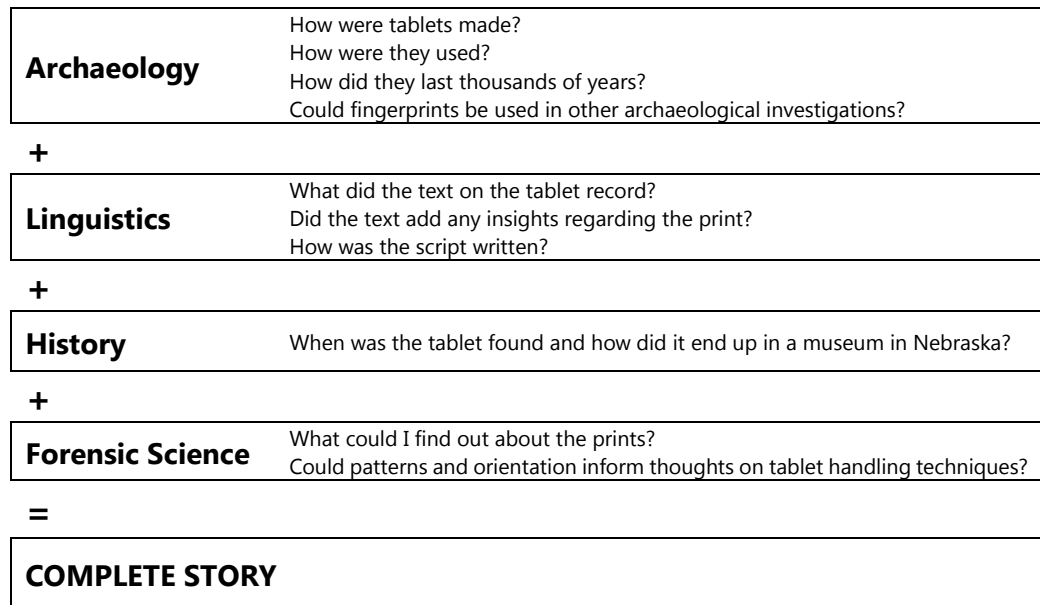 Archaeology
How were tablets made?
How were they used?
How did they last thousands of years?
Could fingerprints be used in other archaeological investigations?
+
Linguistics
What did the text on the tablet record?
Did the text add any insights regarding the print?
How was the script written?
+
History
When was the tablet found and how did it end up in a museum in Nebraska?
+
Forensic Science
What could I find out about the prints?
Could patterns and orientation inform thoughts on tablet handling techniques?
=
COMPLETE STORY